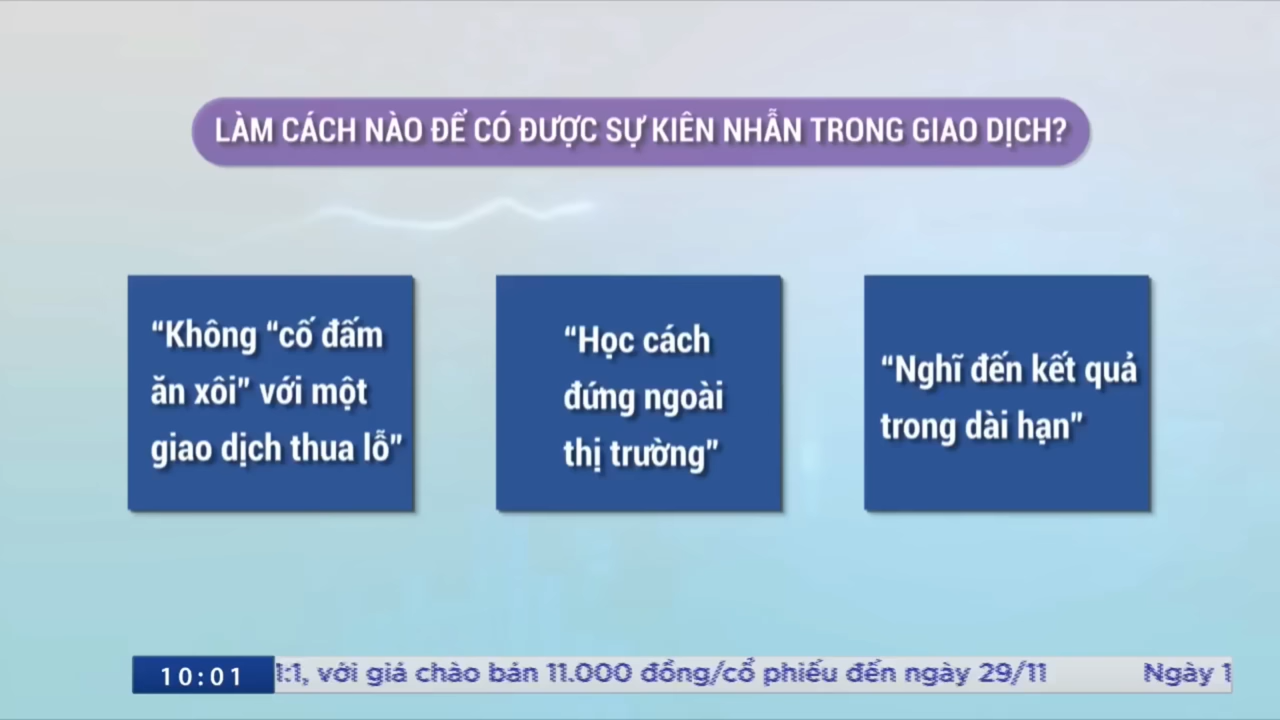 LÀM CÁCH NÀO ĐỂ CÓ ĐƯỢC SỰ KIÊN NHẪN TRONG GIAO DỊCH?
“Không “cố đấm
ăn xôi” với một
giao dịch thua lỗ”
“Học cách
đứng ngoài
thị trường”
“Nghĩ đến kết quả
trong dài hạn”
10:01
1:1, với giá chào bán 11.000 đồng/cổ phiếu đến ngày 29/11 Ngày 1